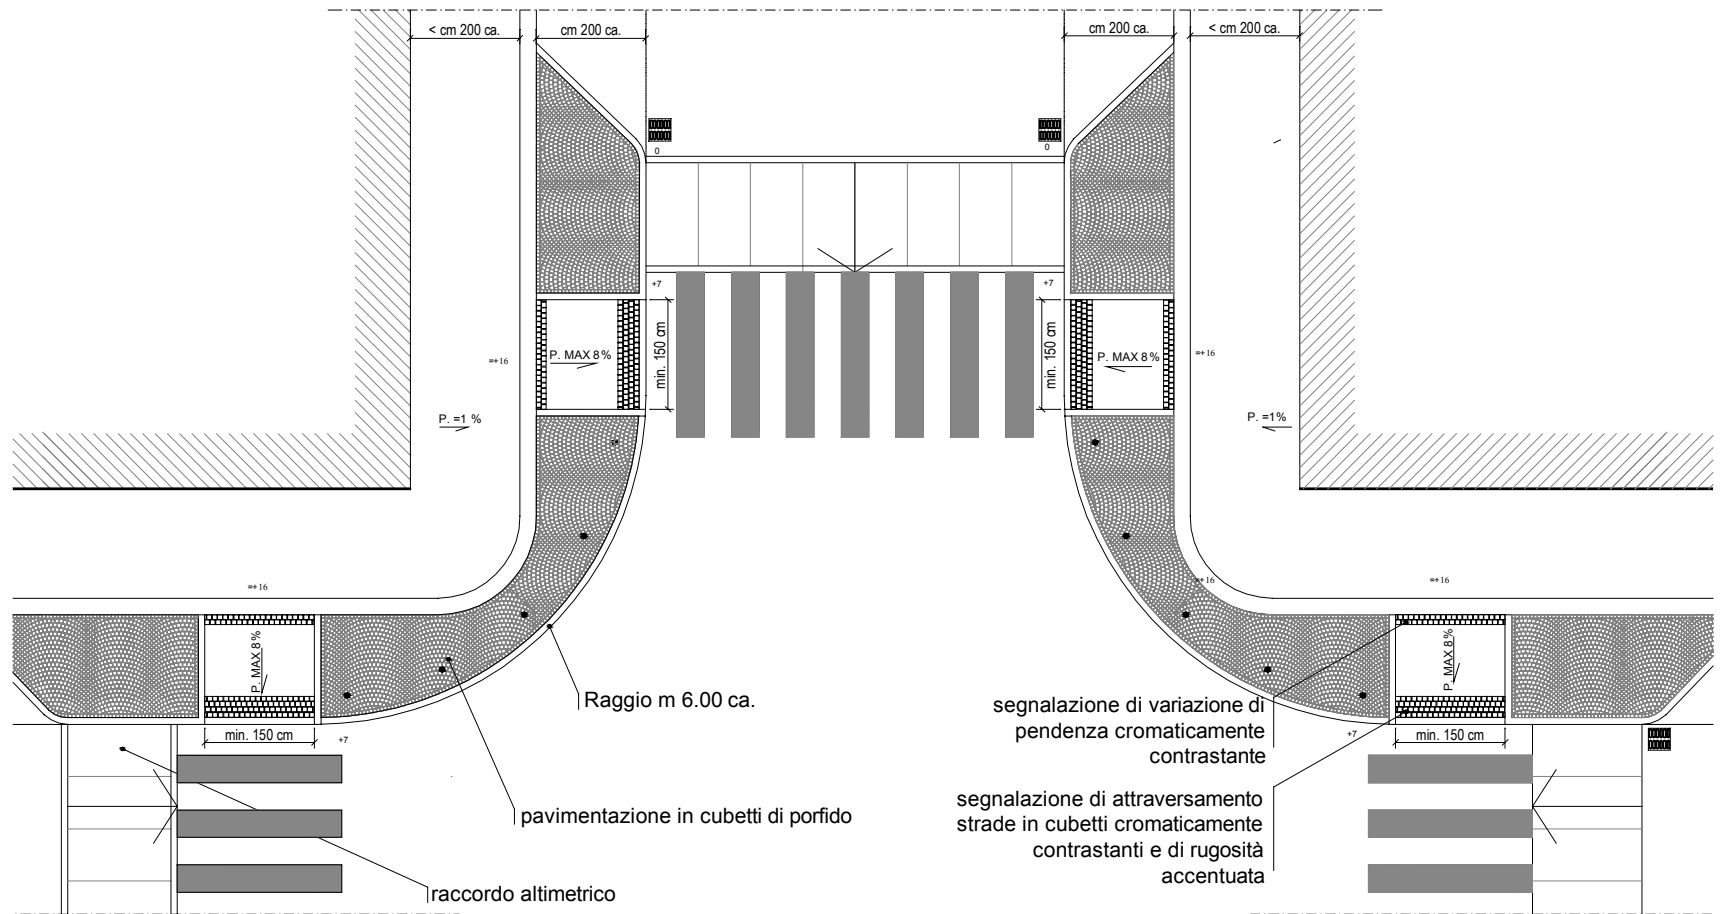 < cm 200 ca.
cm 200 ca.
cm 200 ca.
< cm 200 ca.
0
0
+7
+7
min. 150 cm
min. 150 cm
=+16
P. MAX 8%
P. MAX 8%
=+16
P. =1 %
P. =1%
=+16
=+16
=+16
P. MAX 8%
P. MAX 8%
Raggio m 6.00 ca.
segnalazione di variazione di
pendenza cromaticamente
contrastante
min. 150 cm
+7
+7
min. 150 cm
pavimentazione in cubetti di porfido
segnalazione di attraversamento
strade in cubetti cromaticamente
contrastanti e di rugosità
accentuata
raccordo altimetrico